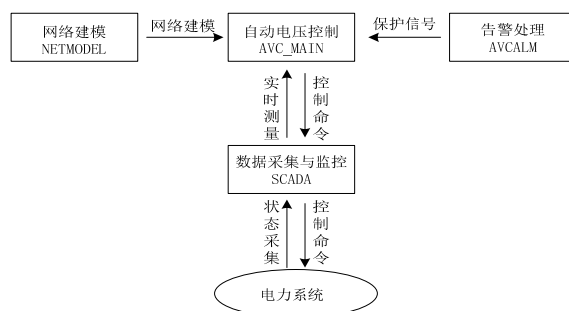 网络建模
NETMODEL
网络建模
自动电压控制
AVC_MAIN
保护信号
告警处理
AVCALM
实时测量
控制命令
数据采集与监控
SCADA
状态采集
控制命令
电力系统